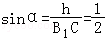 sinα = h/B₁C = 1/2